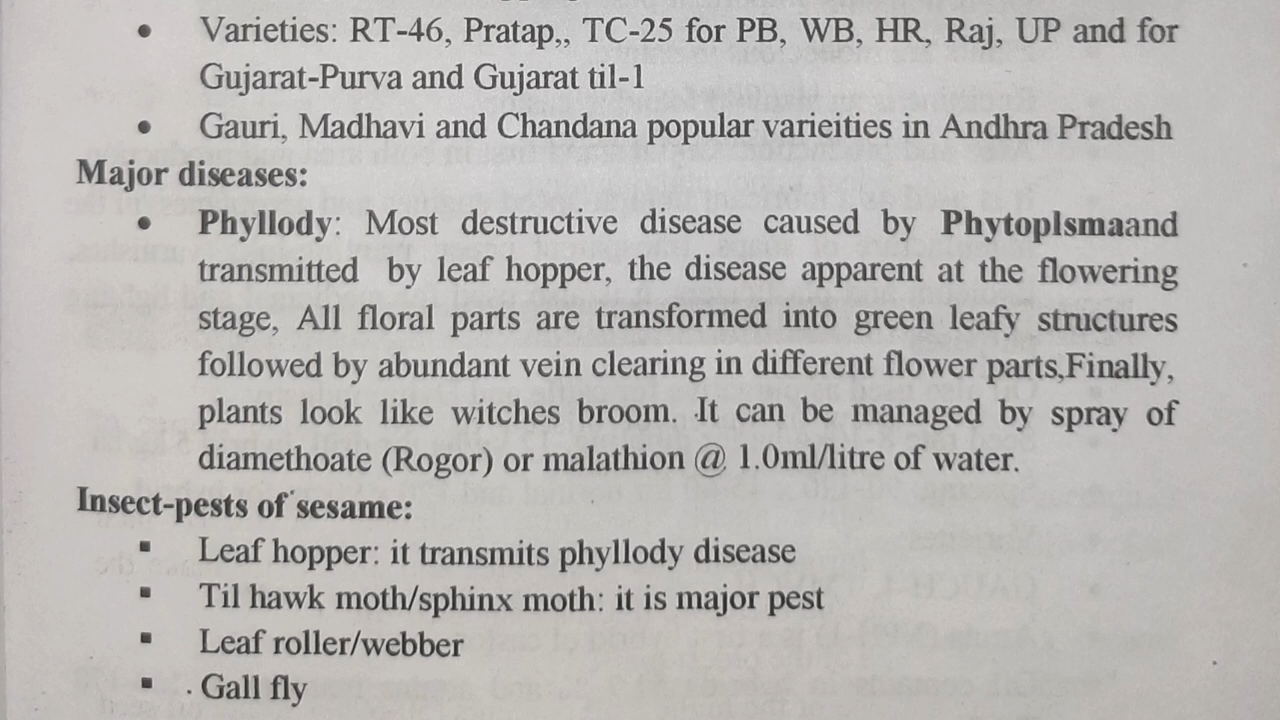 • Varieties: RT-46, Pratap,, TC-25 for PB, WB, HR, Raj, UP and for
Gujarat-Purva and Gujarat til-1
• Gauri, Madhavi and Chandana popular varieities in Andhra Pradesh
Major diseases:
• Phyllody: Most destructive disease caused by Phytoplsmaand
transmitted by leaf hopper, the disease apparent at the flowering
stage, All floral parts are transformed into green leafy structures
followed by abundant vein clearing in different flower parts,Finally,
plants look like witches broom. It can be managed by spray of
diamethoate (Rogor) or malathion @ 1.0ml/litre of water.
Insect-pests of sesame:
▪ Leaf hopper: it transmits phyllody disease
▪ Til hawk moth/sphinx moth: it is major pest
▪ Leaf roller/webber
▪ Gall fly